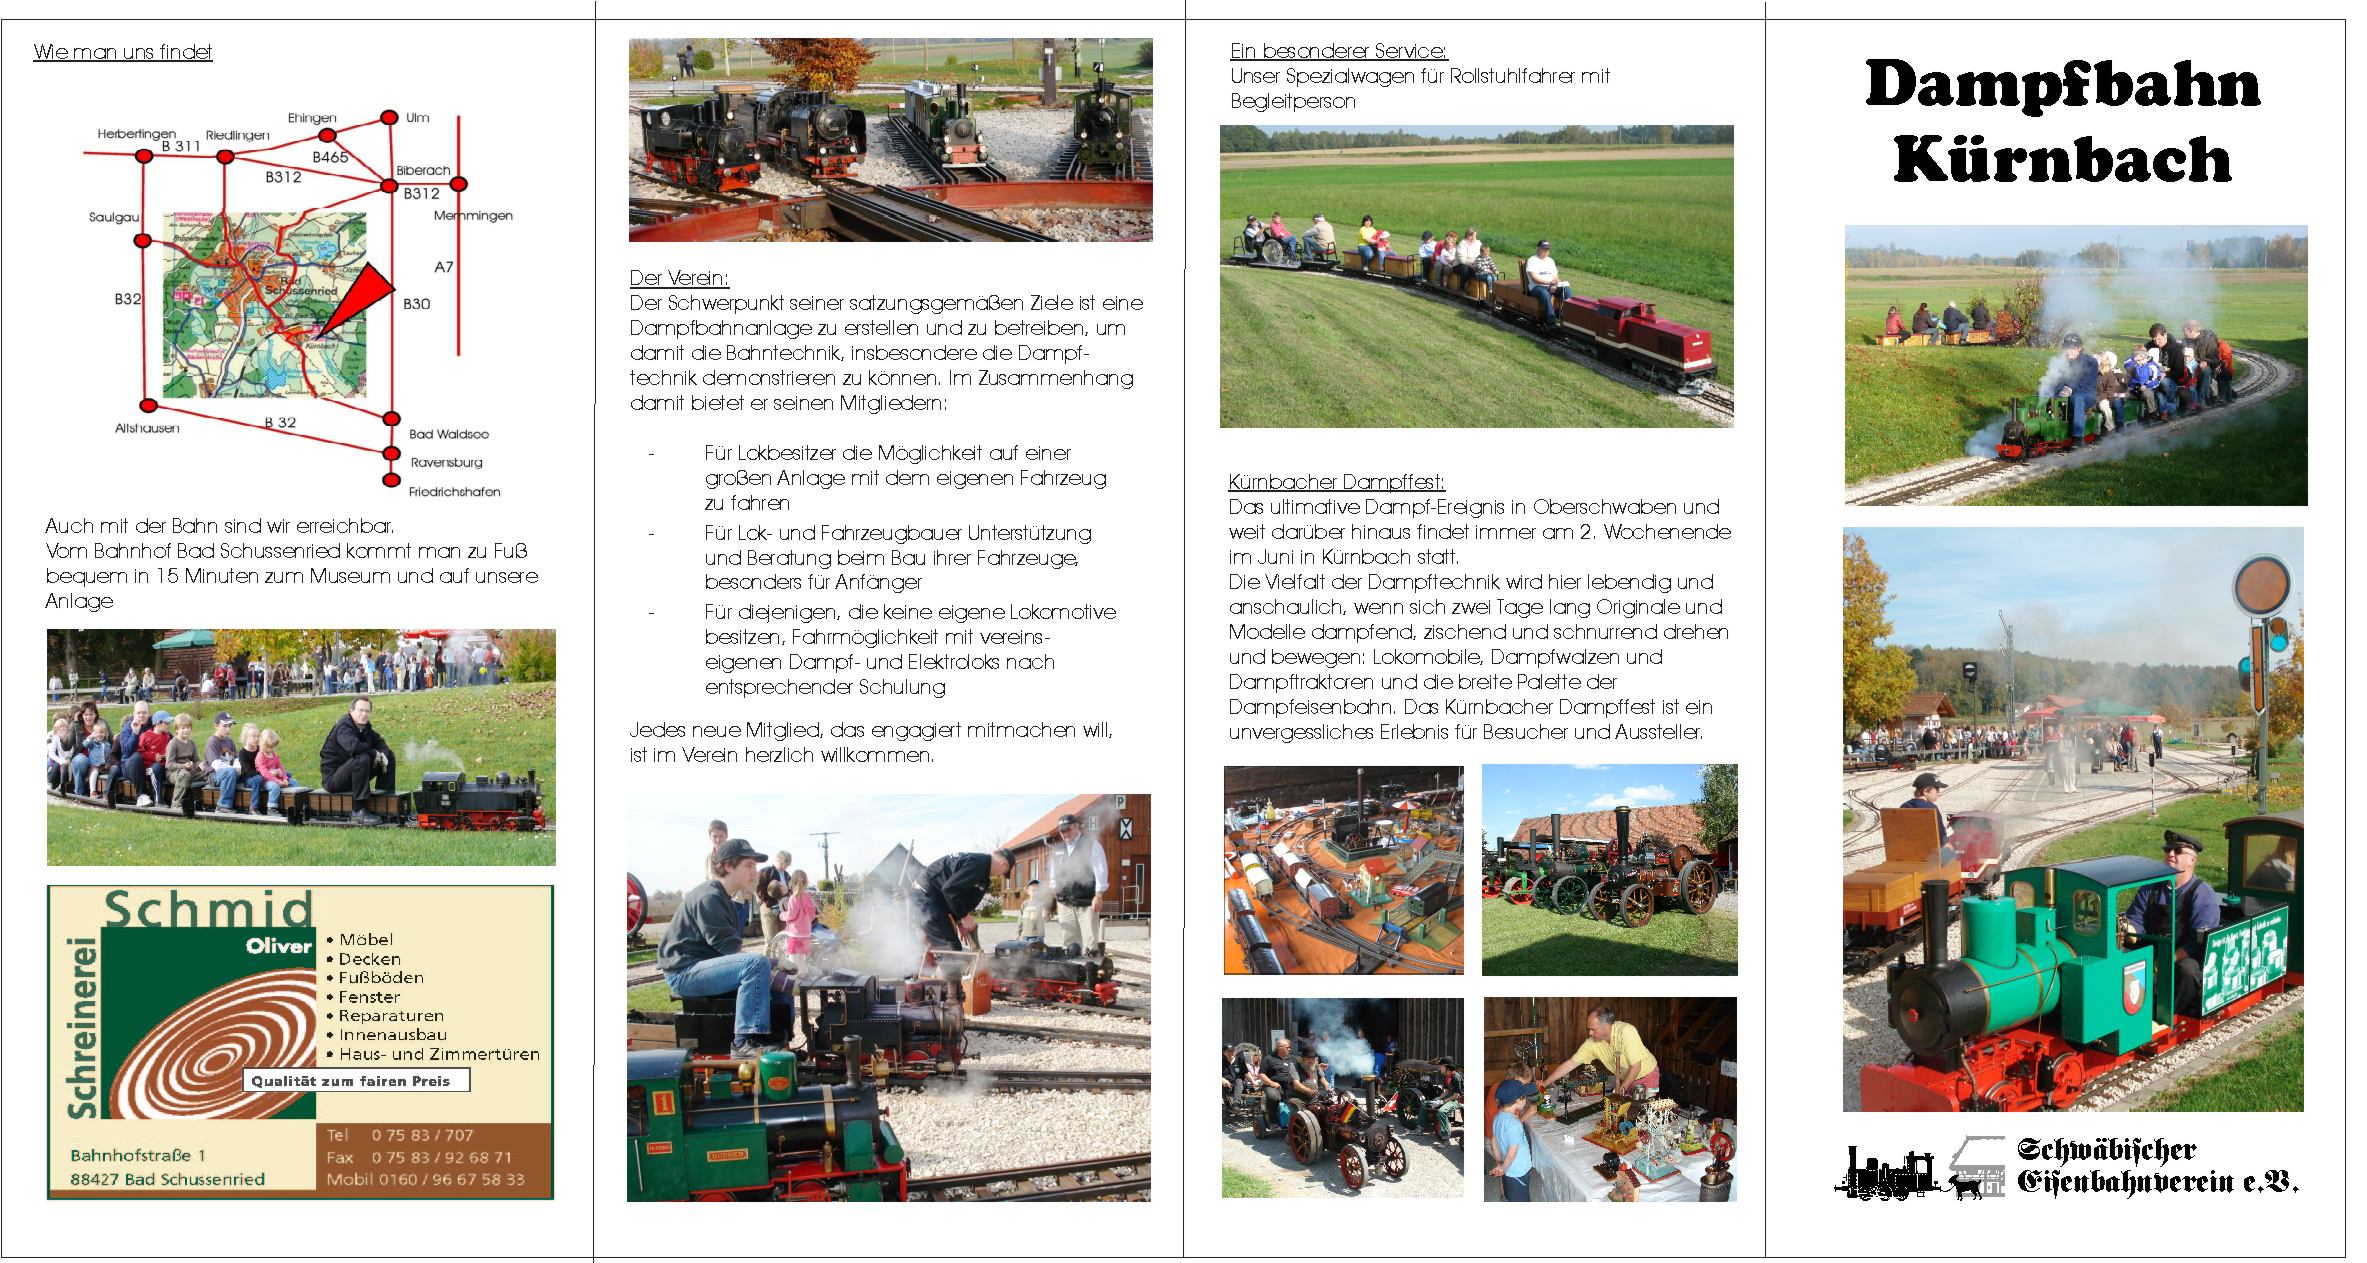 Wie man uns findet
Herbertingen
B 311
Riedlingen
Ehingen
Ulm
B465
B312
Biberach
B312
Saulgau
Memmingen
A7
B32
B30
Bad
Schussenried
Kürnbach
Altshausen
B 32
Bad Waldsee
Ravensburg
Friedrichshafen
Auch mit der Bahn sind wir erreichbar.
Vom Bahnhof Bad Schussenried kommt man zu Fuß
bequem in 15 Minuten zum Museum und auf unsere
Anlage
Schreinerei
Schmid
Oliver
• Möbel
• Decken
• Fußböden
• Fenster
• Reparaturen
• Innenausbau
• Haus- und Zimmertüren
Qualität zum fairen Preis
Bahnhofstraße 1
88427 Bad Schussenried
Tel 0 75 83 / 707
Fax 0 75 83 / 92 68 71
Mobil 0160 / 96 67 58 33
Der Verein:
Der Schwerpunkt seiner satzungsgemäßen Ziele ist eine
Dampfbahnanlage zu erstellen und zu betreiben, um
damit die Bahntechnik, insbesondere die Dampf-
technik demonstrieren zu können. Im Zusammenhang
damit bietet er seinen Mitgliedern:
- Für Lokbesitzer die Möglichkeit auf einer
großen Anlage mit dem eigenen Fahrzeug
zu fahren
- Für Lok- und Fahrzeugbauer Unterstützung
und Beratung beim Bau ihrer Fahrzeuge,
besonders für Anfänger
- Für diejenigen, die keine eigene Lokomotive
besitzen, Fahrmöglichkeit mit vereins-
eigenen Dampf- und Elektroloks nach
entsprechender Schulung
Jedes neue Mitglied, das engagiert mitmachen will,
ist im Verein herzlich willkommen.
P
H
1
Ein besonderer Service:
Unser Spezialwagen für Rollstuhlfahrer mit
Begleitperson
Kürnbacher Dampffest:
Das ultimative Dampf-Ereignis in Oberschwaben und
weit darüber hinaus findet immer am 2. Wochenende
im Juni in Kürnbach statt.
Die Vielfalt der Dampftechnik wird hier lebendig und
anschaulich, wenn sich zwei Tage lang Originale und
Modelle dampfend, zischend und schnurrend drehen
und bewegen: Lokomobile, Dampfwalzen und
Dampftraktoren und die breite Palette der
Dampfeisenbahn. Das Kürnbacher Dampffest ist ein
unvergessliches Erlebnis für Besucher und Aussteller.
Dampfbahn
Kürnbach
Schwäbiſcher
Eiſenbahnverein e.V.